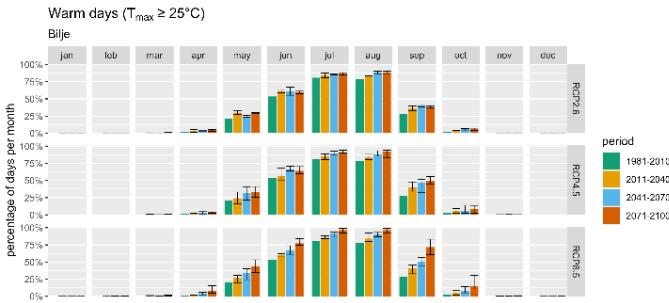 Warm days (Tmax ≥ 25°C)
Bilje
jan feb mar apr may jun jul aug sep oct nov dec
100%
75%
50%
25%
0%
RCP2.6
100%
75%
50%
25%
0%
RCP4.5
100%
75%
50%
25%
0%
RCP8.5
percentage of days per month
period
1981-2010
2011-2040
2041-2070
2071-2100